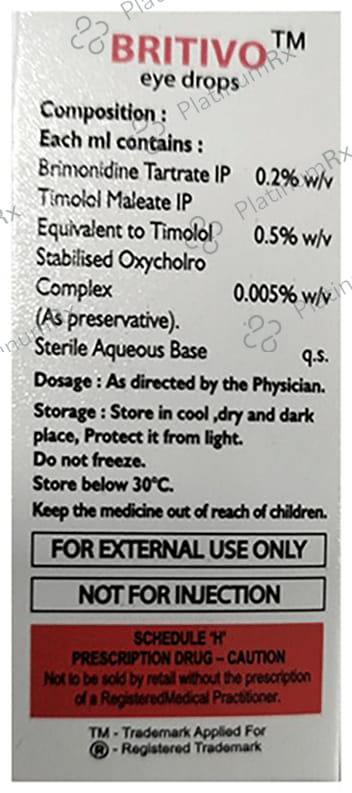 BRITIVO™
eye drops
Composition :
Each ml contains :
Brimonidine Tartrate IP 0.2% w/v
Timolol Maleate IP
Equivalent to Timolol 0.5% w/v
Stabilised Oxycholro
Complex 0.005% w/v
(As preservative).
Sterile Aqueous Base q.s.
Dosage : As directed by the Physician.
Storage : Store in cool ,dry and dark
place, Protect it from light.
Do not freeze.
Store below 30°C.
Keep the medicine out of reach of children.
FOR EXTERNAL USE ONLY
NOT FOR INJECTION
SCHEDULE 'H'
PRESCRIPTION DRUG – CAUTION
Not to be sold by retail without the prescription
of a RegisteredMedical Practitioner.
TM - Trademark Applied For
® - Registered Trademark
PlatinumRx
PlatinumRx
PlatinumRx